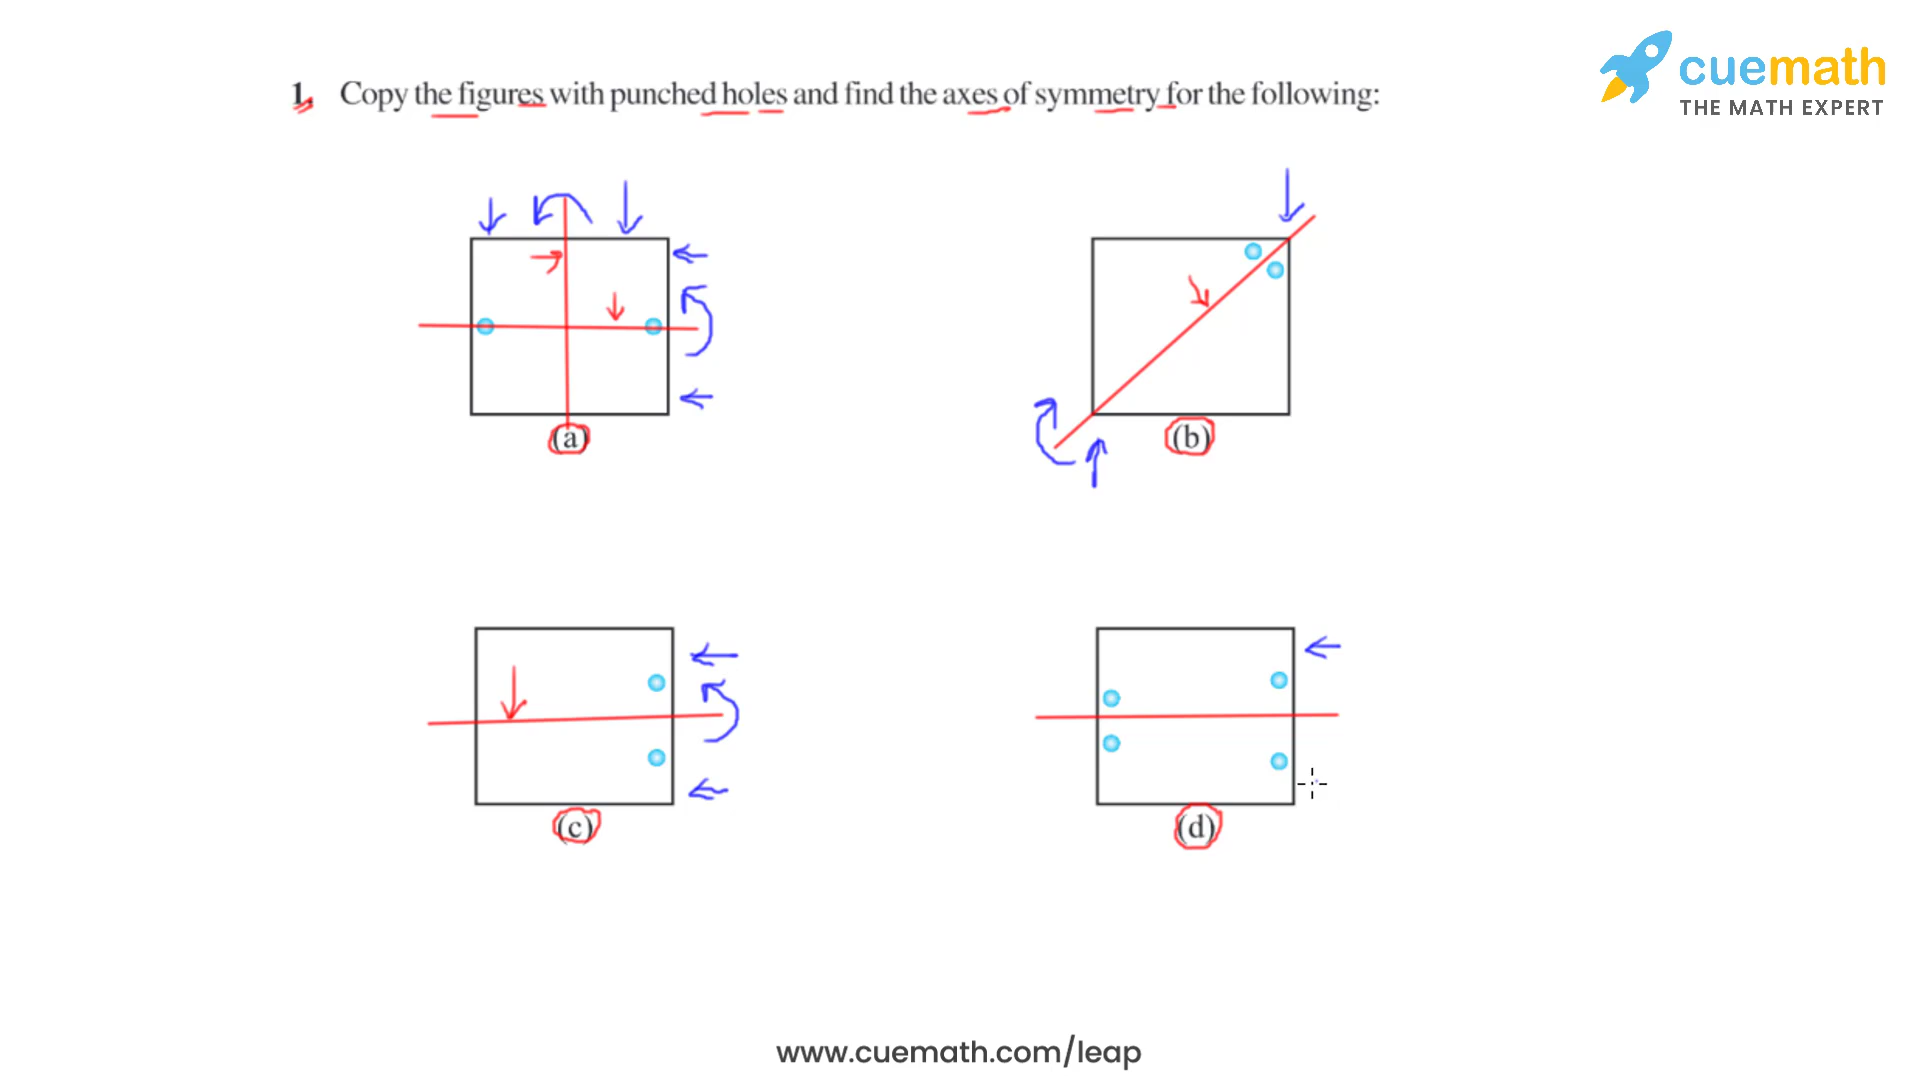 cuemath
THE MATH EXPERT
1. Copy the figures with punched holes and find the axes of symmetry for the following:
(a)
(b)
(c)
(d)
www.cuemath.com/leap